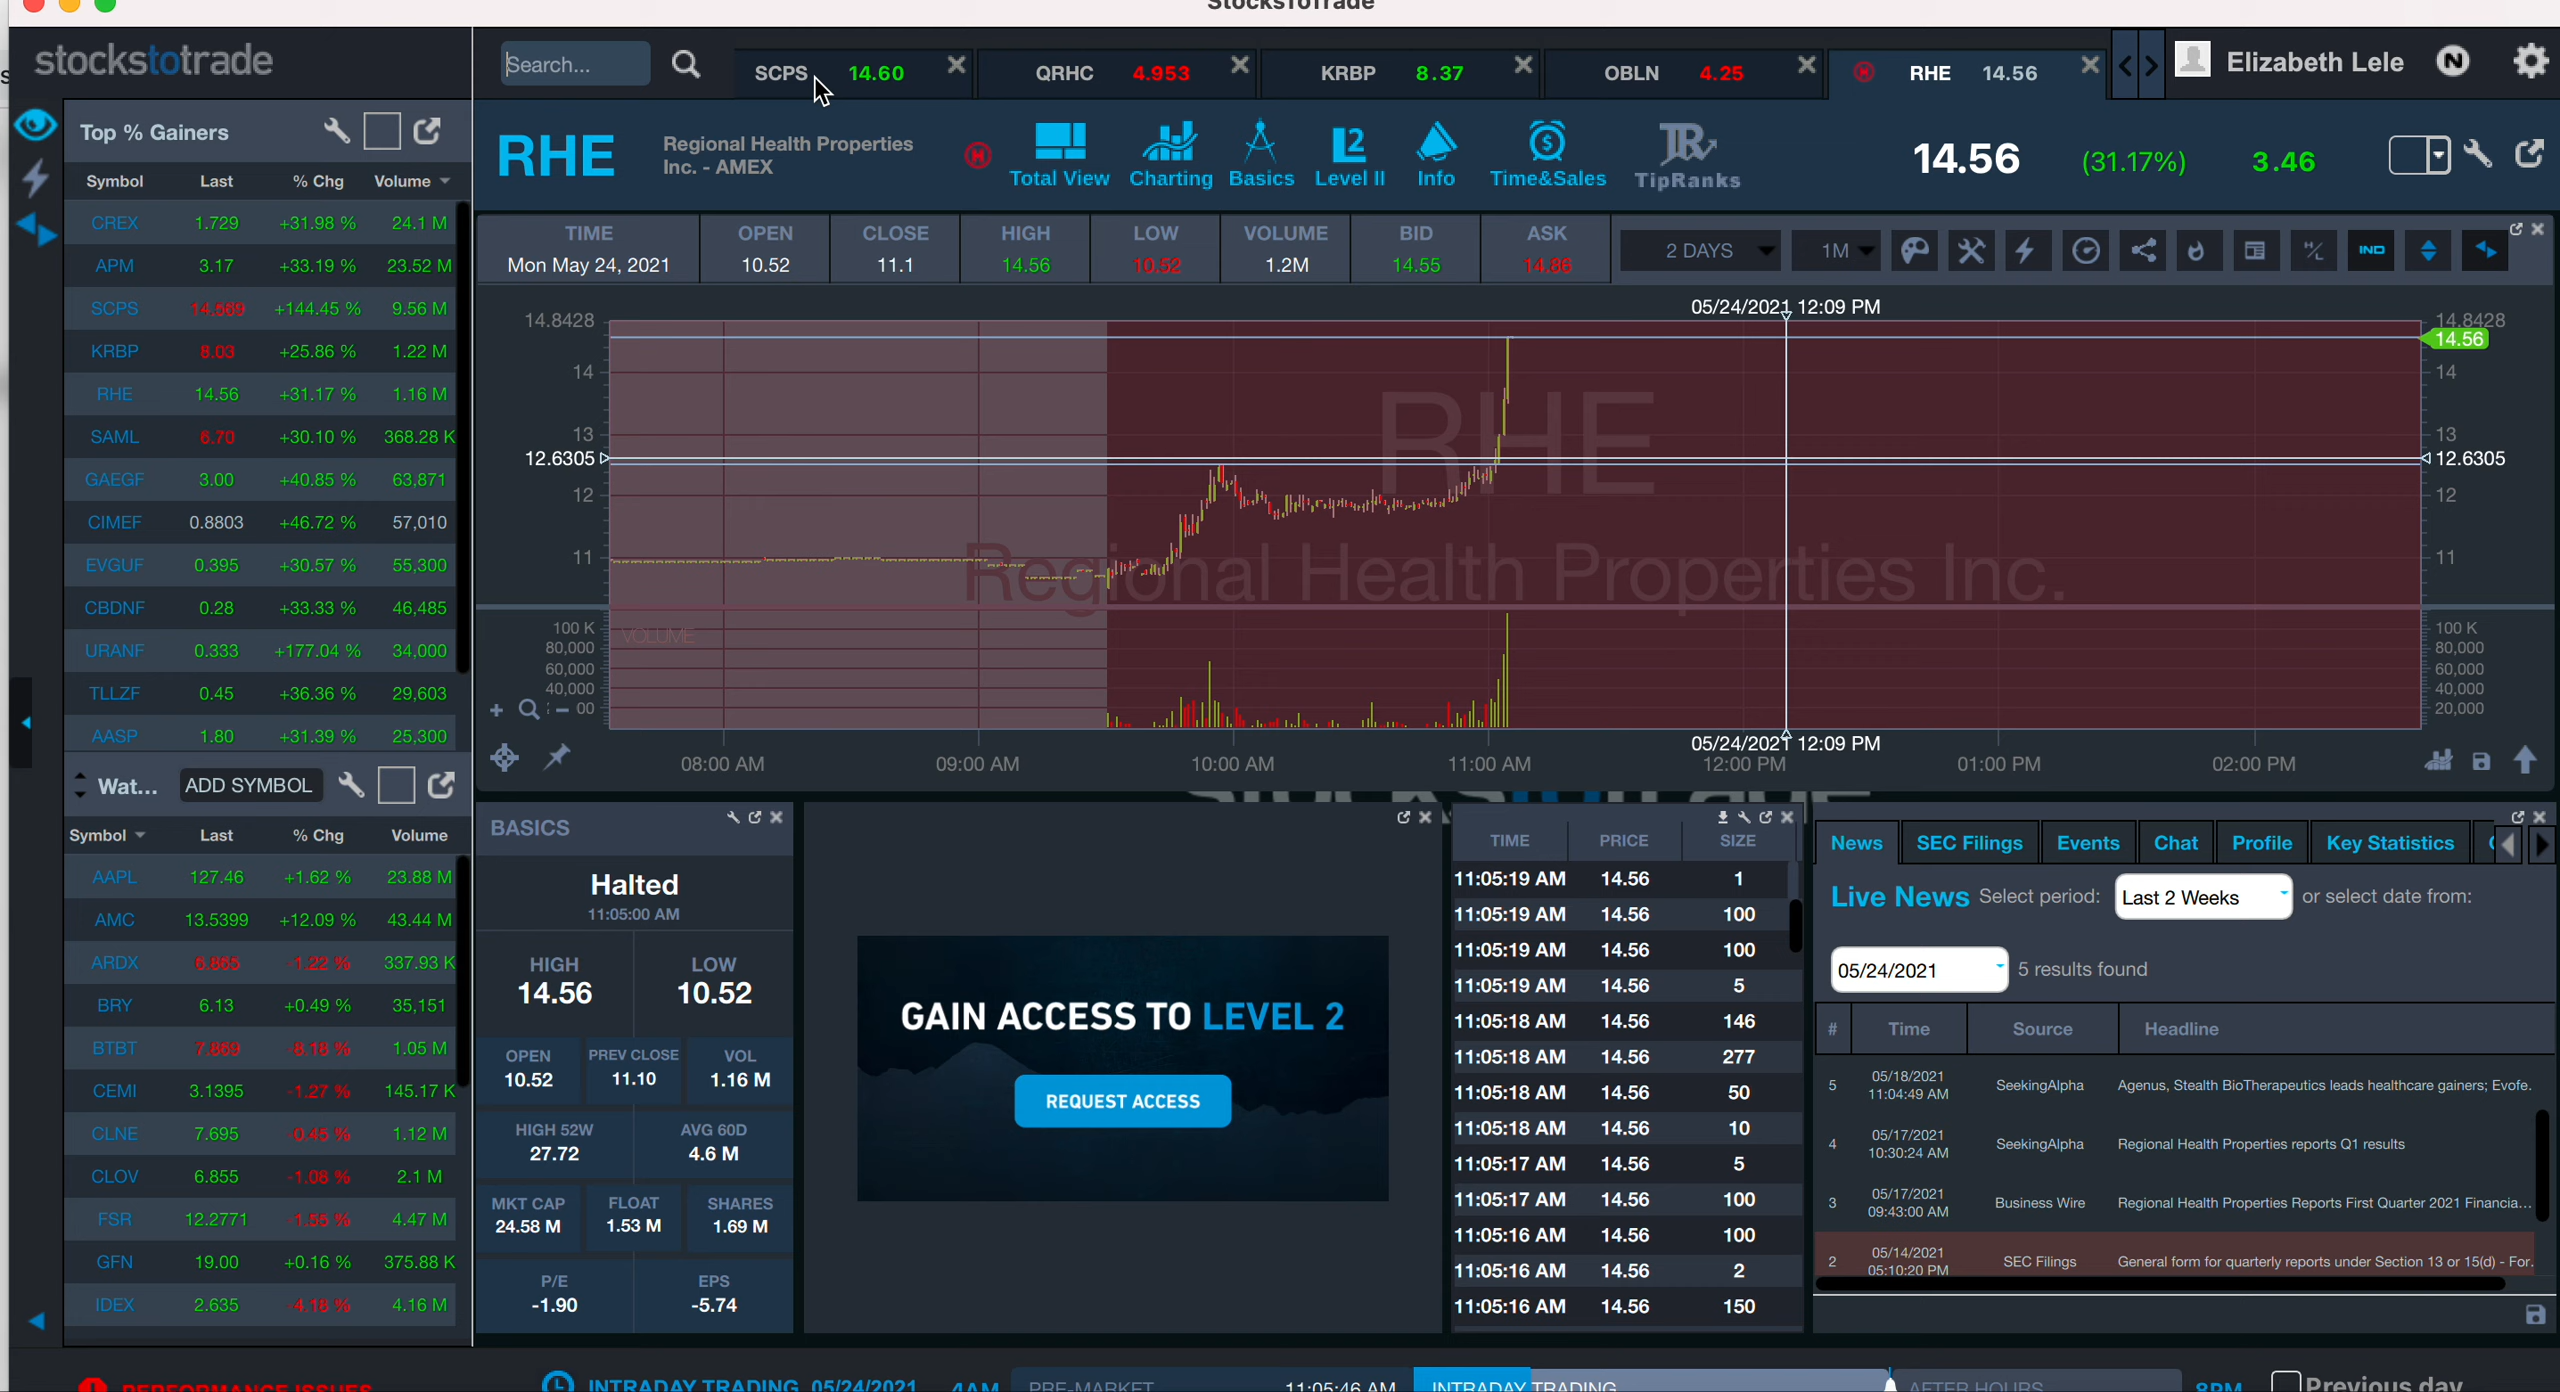 StocksToTrade
stockstotrade
Search...
SCPS 14.60
QRHC 4.953
KRBP 8.37
OBLN 4.25
H RHE 14.56
Elizabeth Lele
N
Top % Gainers
Symbol Last % Chg Volume
CREX 1.729 +31.98 % 24.1 M
APM 3.17 +33.19 % 23.52 M
SCPS 14.569 +144.45 % 9.56 M
KRBP 8.03 +25.86 % 1.22 M
RHE 14.56 +31.17 % 1.16 M
SAML 6.70 +30.10 % 368.28 K
GAEGF 3.00 +40.85 % 63,871
CIMEF 0.8803 +46.72 % 57,010
EVGUF 0.395 +30.57 % 55,300
CBDNF 0.28 +33.33 % 46,485
URANF 0.333 +177.04 % 34,000
TLLZF 0.45 +36.36 % 29,603
AASP 1.80 +31.39 % 25,300
Wat... ADD SYMBOL
Symbol Last % Chg Volume
AAPL 127.46 +1.62 % 23.88 M
AMC 13.5399 +12.09 % 43.44 M
ARDX 6.865 -1.22 % 337.93 K
BRY 6.13 +0.49 % 35,151
BTBT 7.869 -8.18 % 1.05 M
CEMI 3.1395 -1.27 % 145.17 K
CLNE 7.695 -0.45 % 1.12 M
CLOV 6.855 -1.08 % 2.1 M
FSR 12.2771 -1.55 % 4.47 M
GFN 19.00 +0.16 % 375.88 K
IDEX 2.635 -4.18 % 4.16 M
RHE
Regional Health Properties
Inc. - AMEX
H
Total View Charting Basics Level II Info Time&Sales TipRanks
14.56 (31.17%) 3.46
TIME OPEN CLOSE HIGH LOW VOLUME BID ASK
Mon May 24, 2021 10.52 11.1 14.56 10.52 1.2M 14.55 14.86
2 DAYS 1M IND
05/24/2021 12:09 PM
14.8428 14.8428
14.56
14 14
13 13
12.6305 12.6305
12 12
11 11
RHE
Regional Health Properties Inc.
VOLUME
100 K 100 K
80,000 80,000
60,000 60,000
40,000 40,000
00 20,000
05/24/2021 12:09 PM
08:00 AM 09:00 AM 10:00 AM 11:00 AM 12:00 PM 01:00 PM 02:00 PM
BASICS
Halted
11:05:00 AM
HIGH LOW
14.56 10.52
OPEN PREV CLOSE VOL
10.52 11.10 1.16 M
HIGH 52W AVG 60D
27.72 4.6 M
MKT CAP FLOAT SHARES
24.58 M 1.53 M 1.69 M
P/E EPS
-1.90 -5.74
GAIN ACCESS TO LEVEL 2
REQUEST ACCESS
TIME PRICE SIZE
11:05:19 AM 14.56 1
11:05:19 AM 14.56 100
11:05:19 AM 14.56 100
11:05:19 AM 14.56 5
11:05:18 AM 14.56 146
11:05:18 AM 14.56 277
11:05:18 AM 14.56 50
11:05:18 AM 14.56 10
11:05:17 AM 14.56 5
11:05:17 AM 14.56 100
11:05:16 AM 14.56 100
11:05:16 AM 14.56 2
11:05:16 AM 14.56 150
News SEC Filings Events Chat Profile Key Statistics
Live News Select period: Last 2 Weeks or select date from:
05/24/2021 5 results found
# Time Source Headline
5 05/18/2021 11:04:49 AM SeekingAlpha Agenus, Stealth BioTherapeutics leads healthcare gainers; Evofe.
4 05/17/2021 10:30:24 AM SeekingAlpha Regional Health Properties reports Q1 results
3 05/17/2021 09:43:00 AM Business Wire Regional Health Properties Reports First Quarter 2021 Financia...
2 05/14/2021 05:10:20 PM SEC Filings General form for quarterly reports under Section 13 or 15(d) - For.
PERFORMANCE ISSUES INTRADAY TRADING 05/24/2021 4AM PRE-MARKET 11:05:46 AM INTRADAY TRADING AFTER HOURS 8PM Previous day